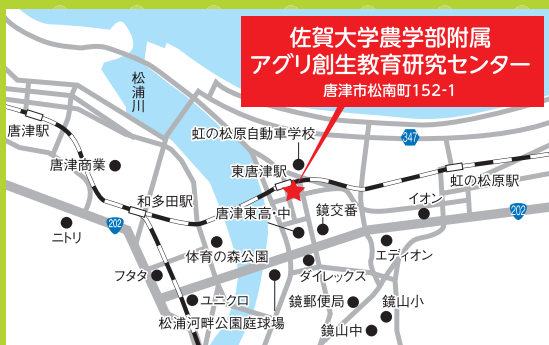 佐賀大学農学部附属
アグリ創生教育研究センター
唐津市松南町152-1
松浦川
唐津駅
虹の松原自動車学校
347
唐津商業
東唐津駅
虹の松原駅
和多田駅
唐津東高・中
鏡交番
イオン
202
202
ニトリ
体育の森公園
エディオン
フタタ
ダイレックス
ユニクロ
鏡郵便局
鏡山小
松浦河畔公園庭球場
鏡山中